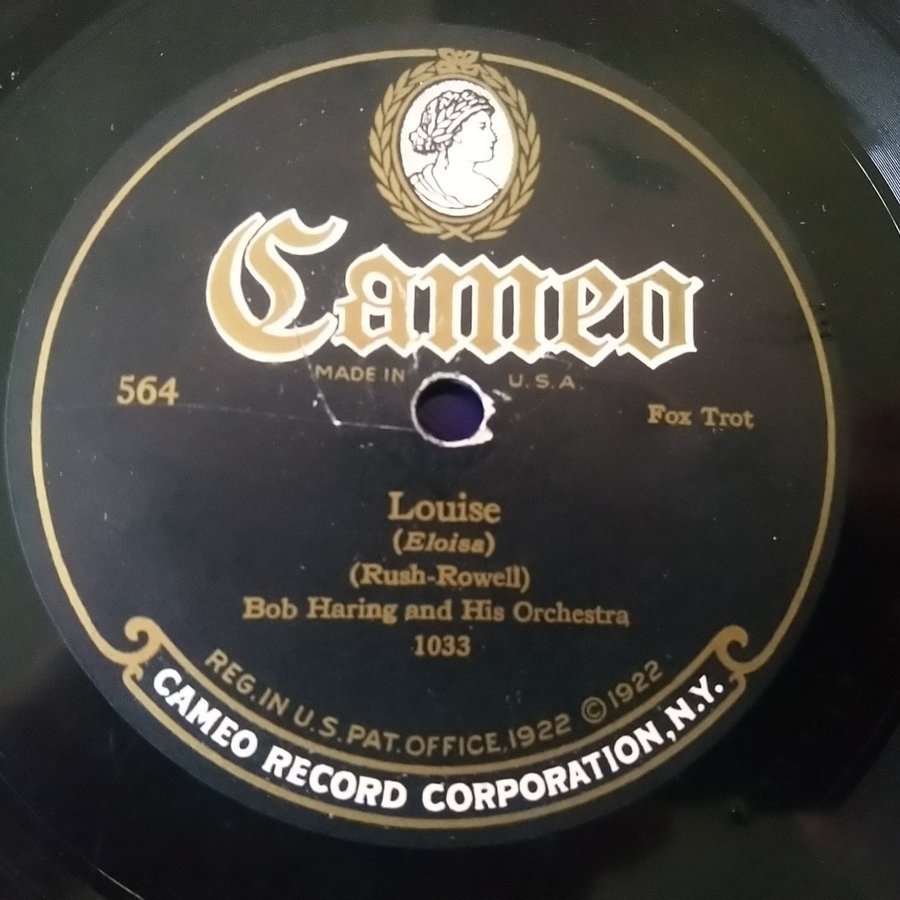 Cameo
MADE IN U.S.A.
564
Fox Trot
Louise
(Eloisa)
(Rush-Rowell)
Bob Haring and His Orchestra
1033
REG. IN U.S. PAT. OFFICE, 1922 © 1922
CAMEO RECORD CORPORATION, N.Y.